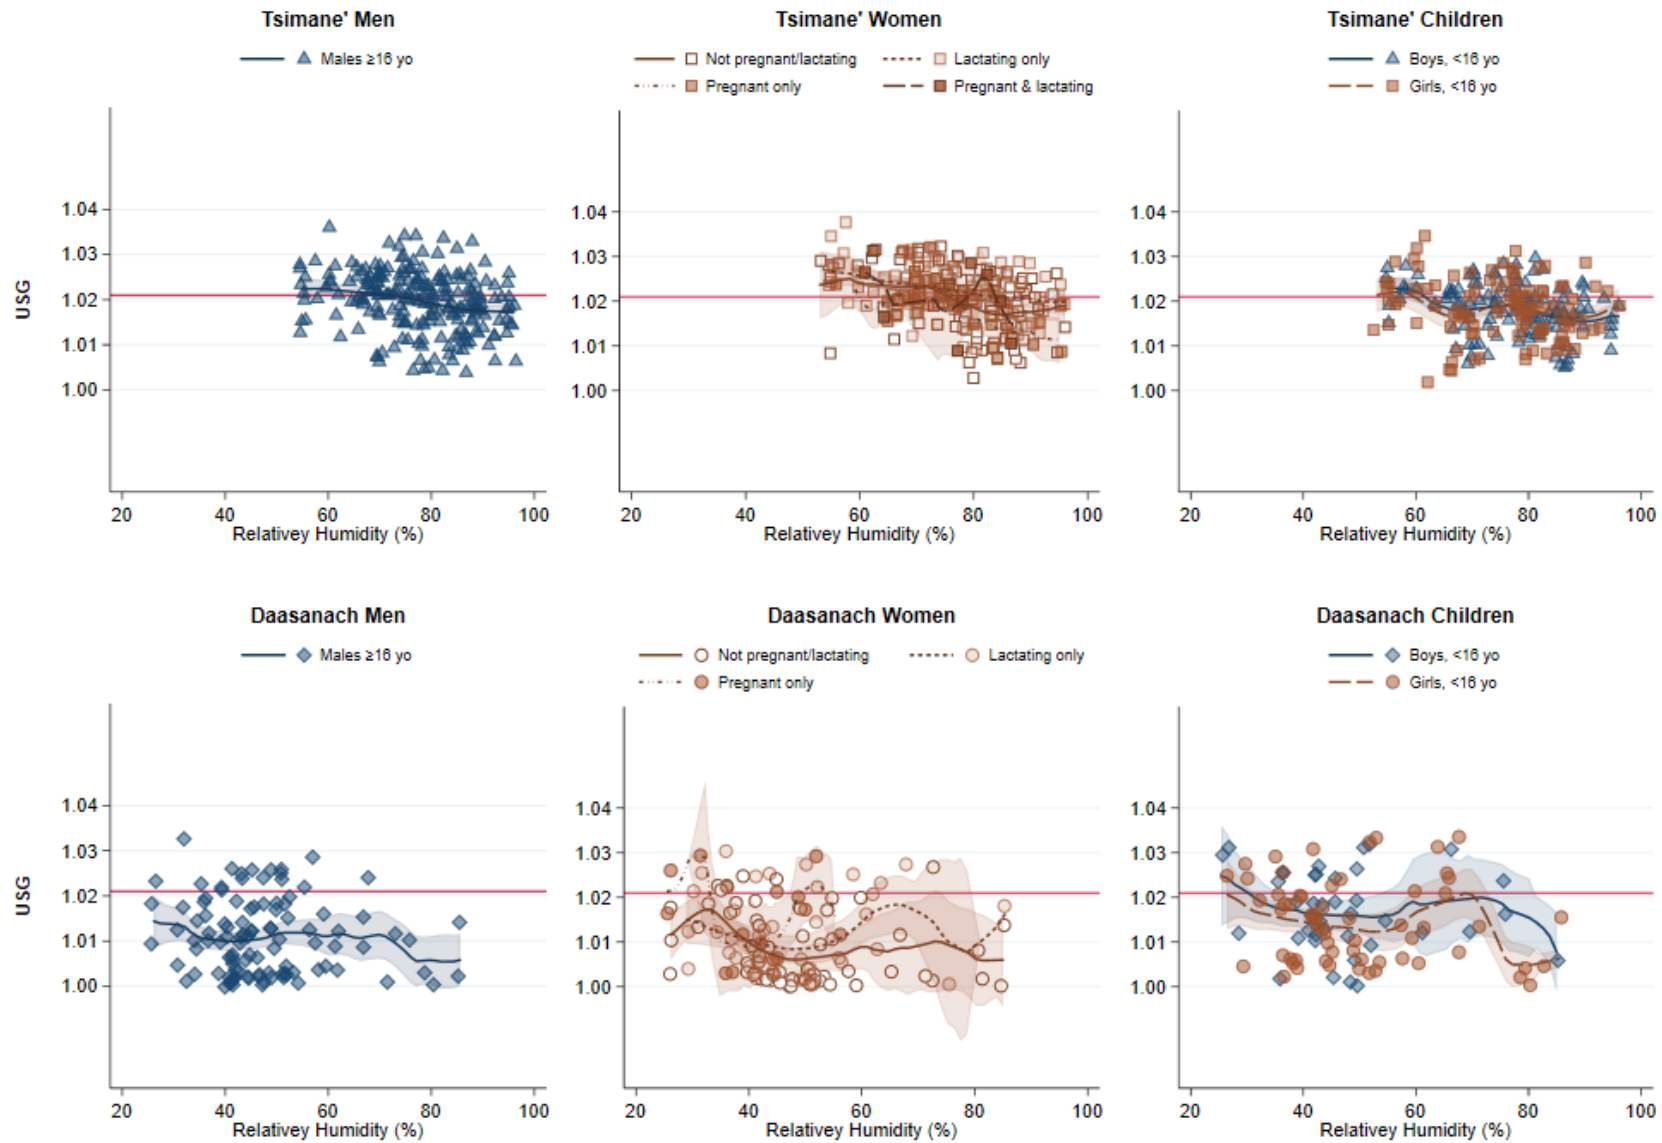 Tsimane' Men
Tsimane' Women
Tsimane' Children
Males ≥16 yo
Not pregnant/lactating
Lactating only
Pregnant only
Pregnant & lactating
Boys, <16 yo
Girls, <16 yo
USG
1.04
1.03
1.02
1.01
1.00
20 40 60 80 100
Relativey Humidity (%)
1.04
1.03
1.02
1.01
1.00
20 40 60 80 100
Relativey Humidity (%)
1.04
1.03
1.02
1.01
1.00
20 40 60 80 100
Relativey Humidity (%)
Daasanach Men
Daasanach Women
Daasanach Children
Males ≥16 yo
Not pregnant/lactating
Lactating only
Pregnant only
Boys, <16 yo
Girls, <16 yo
USG
1.04
1.03
1.02
1.01
1.00
20 40 60 80 100
Relativey Humidity (%)
1.04
1.03
1.02
1.01
1.00
20 40 60 80 100
Relativey Humidity (%)
1.04
1.03
1.02
1.01
1.00
20 40 60 80 100
Relativey Humidity (%)